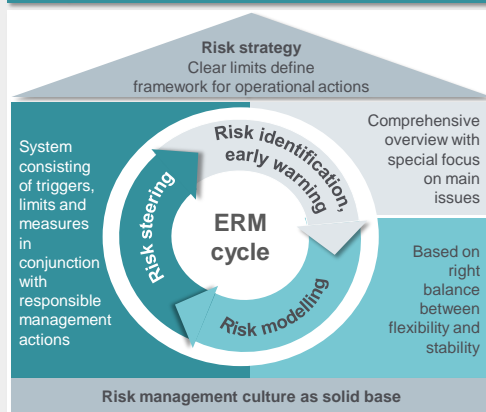 Risk strategy
Clear limits define
framework for operational actions
System
consisting
of triggers,
limits and
measures
in
conjunction
with
responsible
management
actions
Risk identification,
early warning
Comprehensive
overview with
special focus
on main
issues
Risk steering
ERM
cycle
Risk modelling
Based on
right
balance
between
flexibility and
stability
Risk management culture as solid base